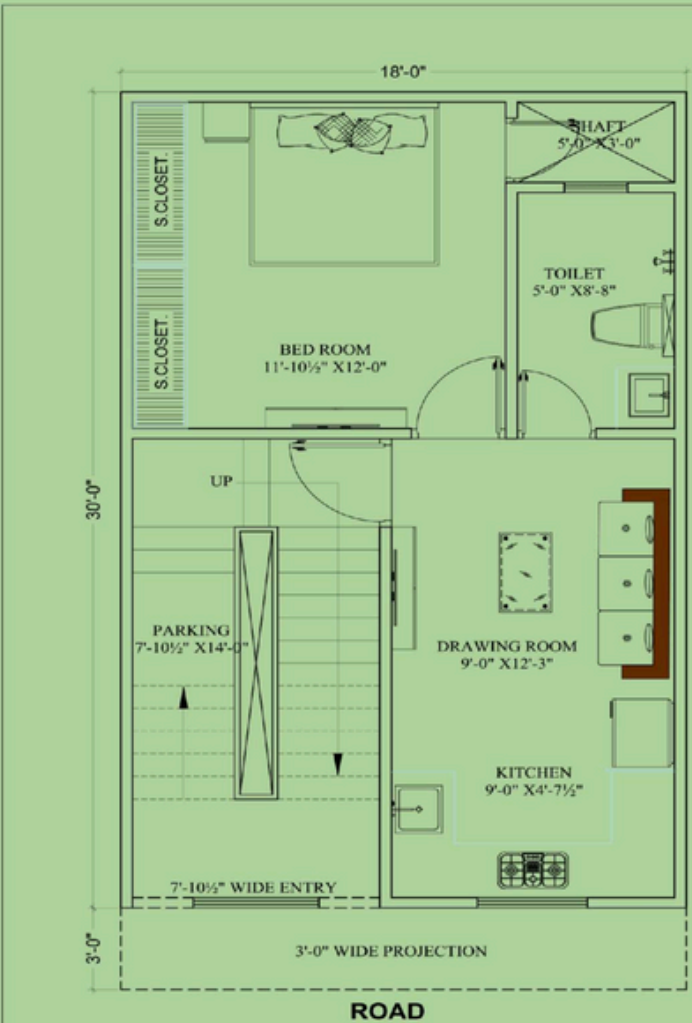 18'-0"
SHAFT
5'-0" X3'-0"
S.CLOSET.
TOILET
5'-0" X8'-8"
S.CLOSET.
BED ROOM
11'-10½" X12'-0"
UP
30'-0"
PARKING
7'-10½" X14'-0"
DRAWING ROOM
9'-0" X12'-3"
KITCHEN
9'-0" X4'-7½"
7'-10½" WIDE ENTRY
3'-0"
3'-0" WIDE PROJECTION
ROAD